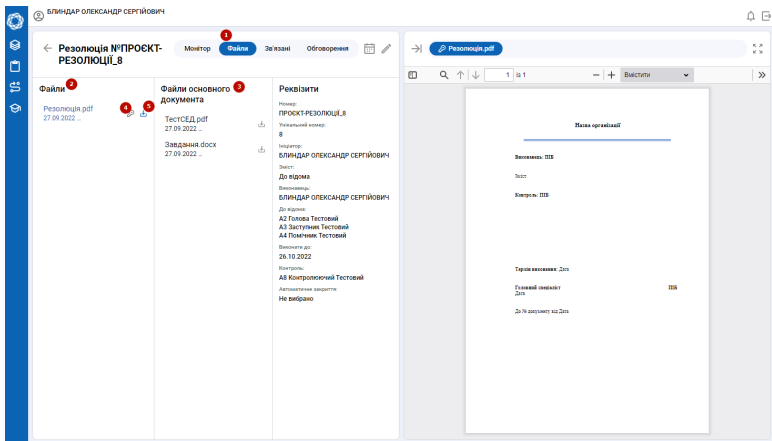 БЛИНДАР ОЛЕКСАНДР СЕРГІЙОВИЧ
Резолюція №ПРОЄКТ-
РЕЗОЛЮЦІЇ_8
1
Монітор Файли Зв'язані Обговорення
Файли 2
Резолюція.pdf 4 5
27.09.2022 ...
Файли основного 3
документа
ТестСЕД.pdf
27.09.2022 ...
Завдання.docx
27.09.2022 ...
Реквізити
Номер:
ПРОЄКТ-РЕЗОЛЮЦІЇ_8
Унікальний номер:
8
Ініціатор:
БЛИНДАР ОЛЕКСАНДР СЕРГІЙОВИЧ
Зміст:
До відома
Виконавець:
БЛИНДАР ОЛЕКСАНДР СЕРГІЙОВИЧ
До відома:
А2 Голова Тестовий
А3 Заступник Тестовий
А4 Помічник Тестовий
Виконати до:
26.10.2022
Контроль:
А8 Контролюючий Тестовий
Автоматичне закриття:
Не вибрано
Резолюція.pdf
1 із 1
Вмістити
Назва організації
Виконавець: ПІБ
Зміст
Контроль: ПІБ
Термін виконання: Дата
Головний спеціаліст ПІБ
Дата
До № документу від Дата